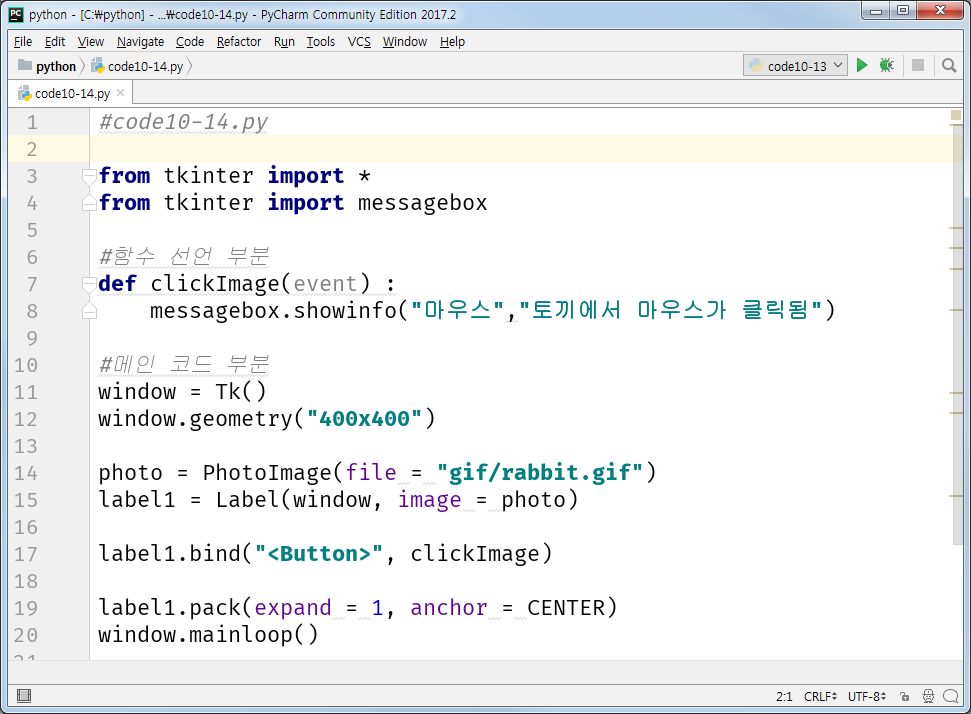 python - [C:\python] - ...\code10-14.py - PyCharm Community Edition 2017.2
File Edit View Navigate Code Refactor Run Tools VCS Window Help
python code10-14.py code10-13
code10-14.py
1 #code10-14.py
2
3 from tkinter import *
4 from tkinter import messagebox
5
6 #함수 선언 부분
7 def clickImage(event) :
8 messagebox.showinfo("마우스","토끼에서 마우스가 클릭됨")
9
10 #메인 코드 부분
11 window = Tk()
12 window.geometry("400x400")
13
14 photo = PhotoImage(file = "gif/rabbit.gif")
15 label1 = Label(window, image = photo)
16
17 label1.bind("<Button>", clickImage)
18
19 label1.pack(expand = 1, anchor = CENTER)
20 window.mainloop()
2:1 CRLF UTF-8